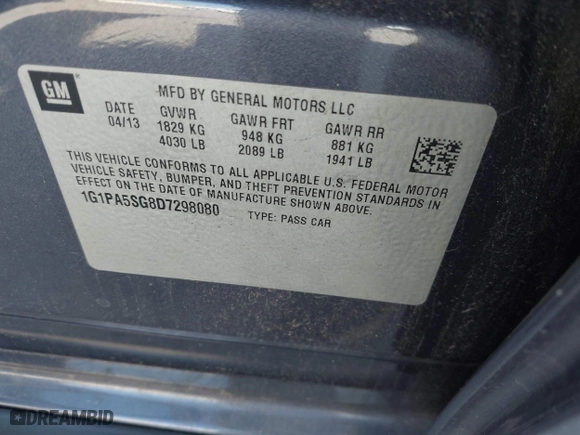 GM
MFD BY GENERAL MOTORS LLC
DATE GVWR GAWR FRT GAWR RR
04/13 1829 KG 948 KG 881 KG
4030 LB 2089 LB 1941 LB
THIS VEHICLE CONFORMS TO ALL APPLICABLE U.S. FEDERAL MOTOR
VEHICLE SAFETY, BUMPER, AND THEFT PREVENTION STANDARDS IN
EFFECT ON THE DATE OF MANUFACTURE SHOWN ABOVE.
1G1PA5SG8D7298080 TYPE: PASS CAR
DREAMBID